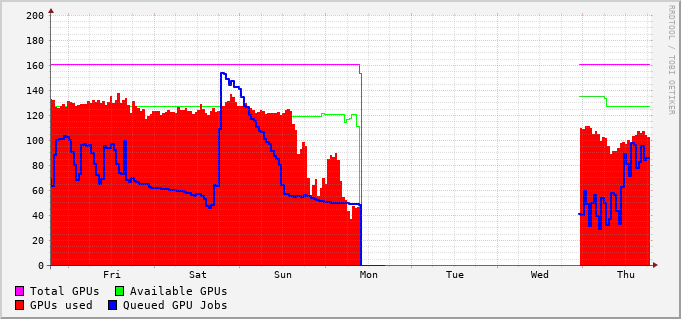 200
180
160
140
120
100
80
60
40
20
0
Fri Sat Sun Mon Tue Wed Thu
Total GPUs Available GPUs
GPUs used Queued GPU Jobs
RRDTOOL / TOBI OETIKER